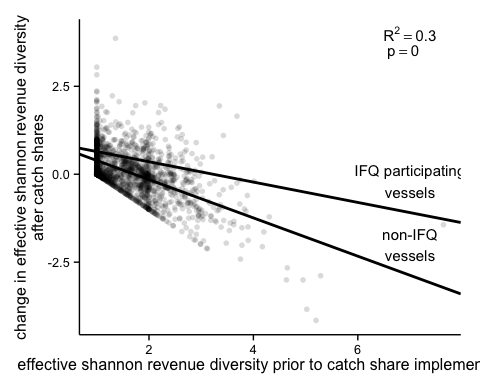 change in effective shannon revenue diversity
after catch shares
R² = 0.3
p = 0
2.5
0.0
-2.5
IFQ participating
vessels
non-IFQ
vessels
2
4
6
effective shannon revenue diversity prior to catch share implemen